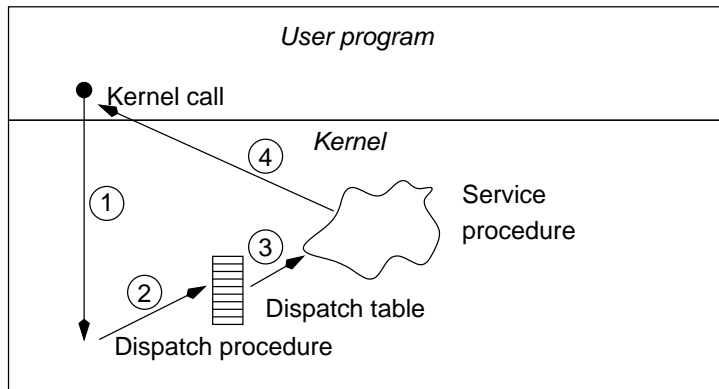 User program
Kernel call
Kernel
4
Service
procedure
1
3
2
Dispatch table
Dispatch procedure